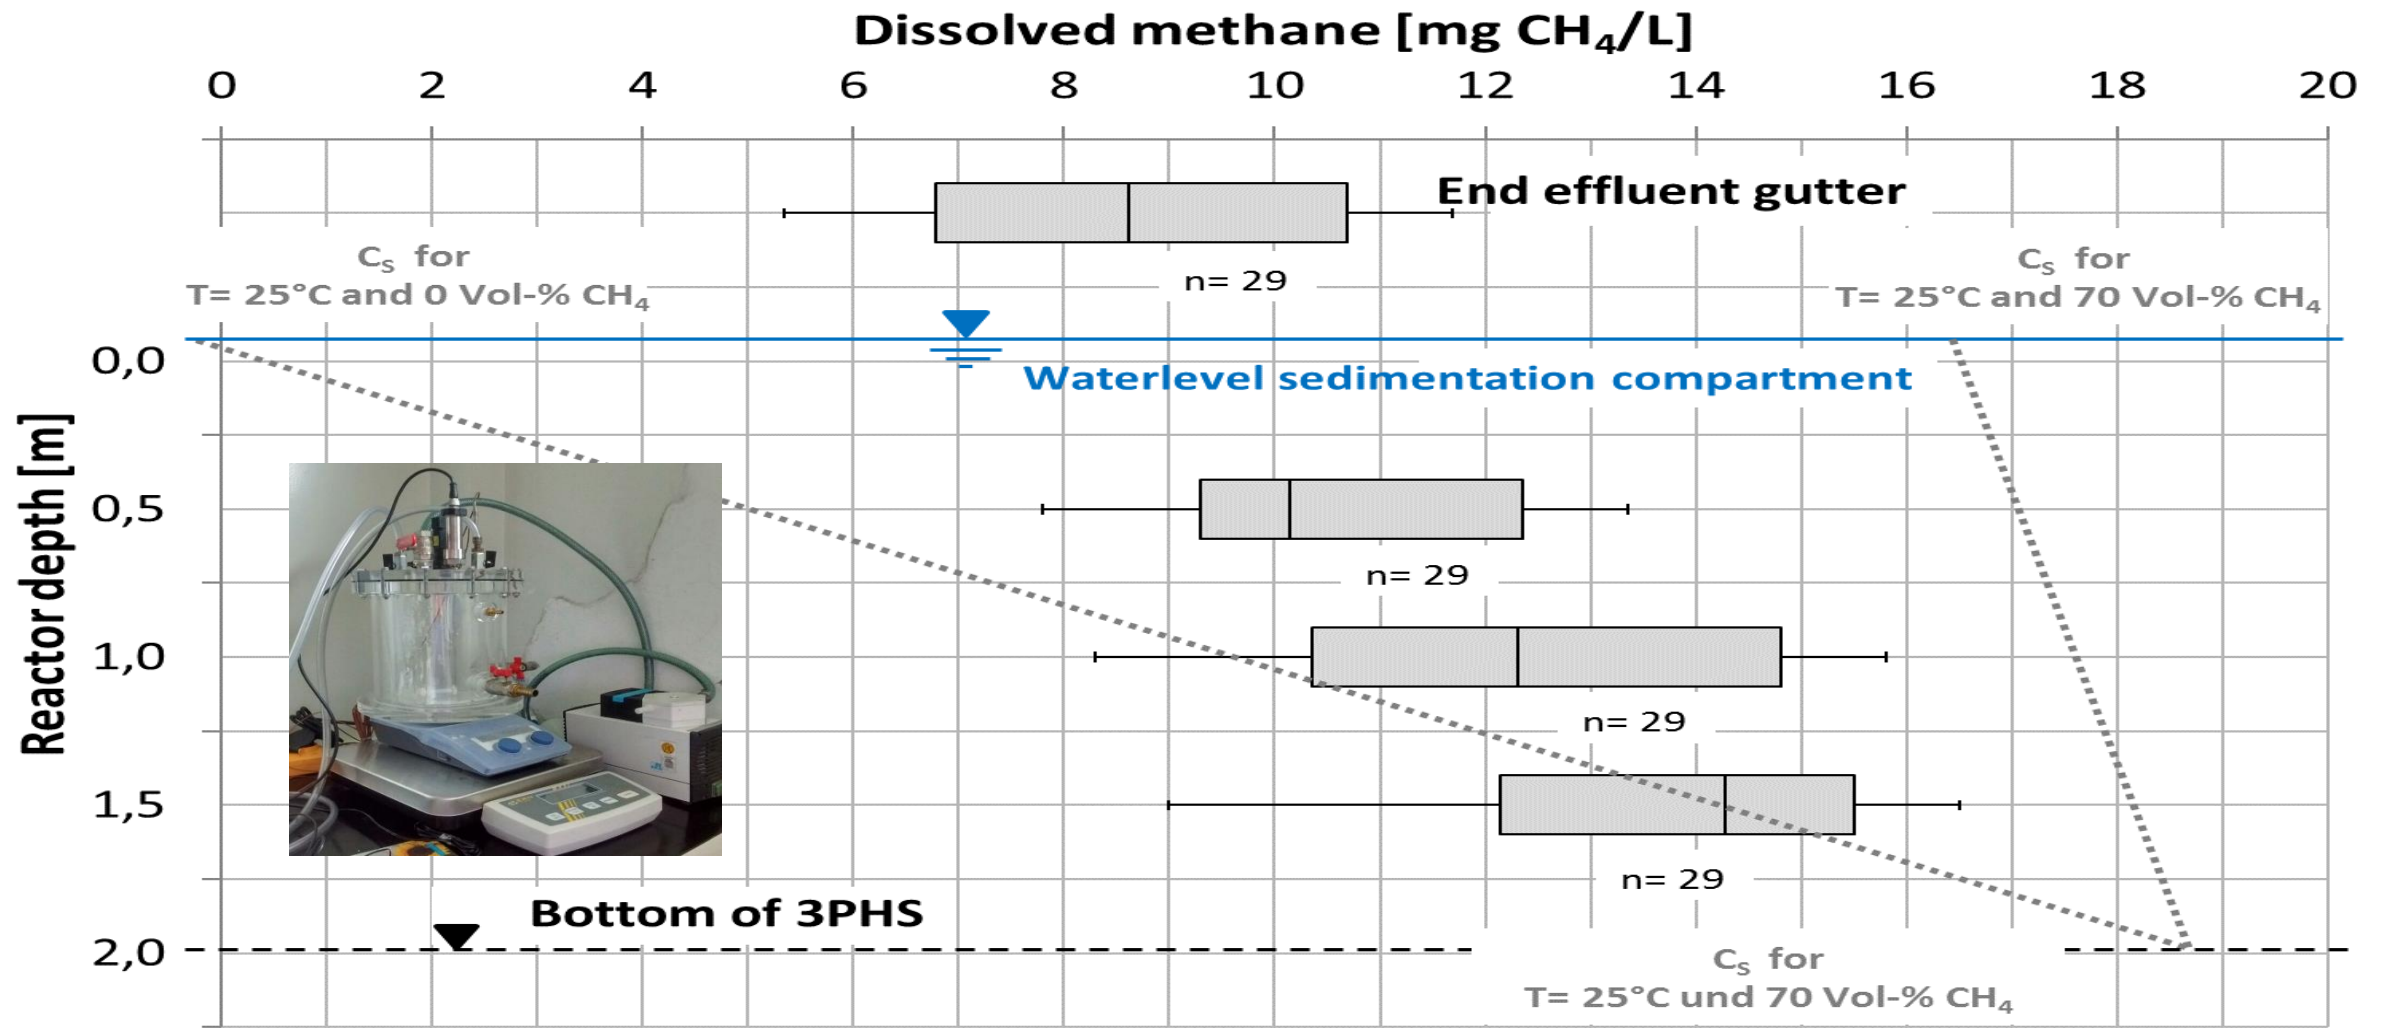 Dissolved methane [mg CH₄/L]
0 2 4 6 8 10 12 14 16 18 20
End effluent gutter
n= 29
Cₛ for
T= 25°C and 0 Vol-% CH₄
Cₛ for
T= 25°C and 70 Vol-% CH₄
0,0
Waterlevel sedimentation compartment
Reactor depth [m]
0,5
n= 29
1,0
n= 29
1,5
n= 29
Bottom of 3PHS
2,0
Cₛ for
T= 25°C und 70 Vol-% CH₄